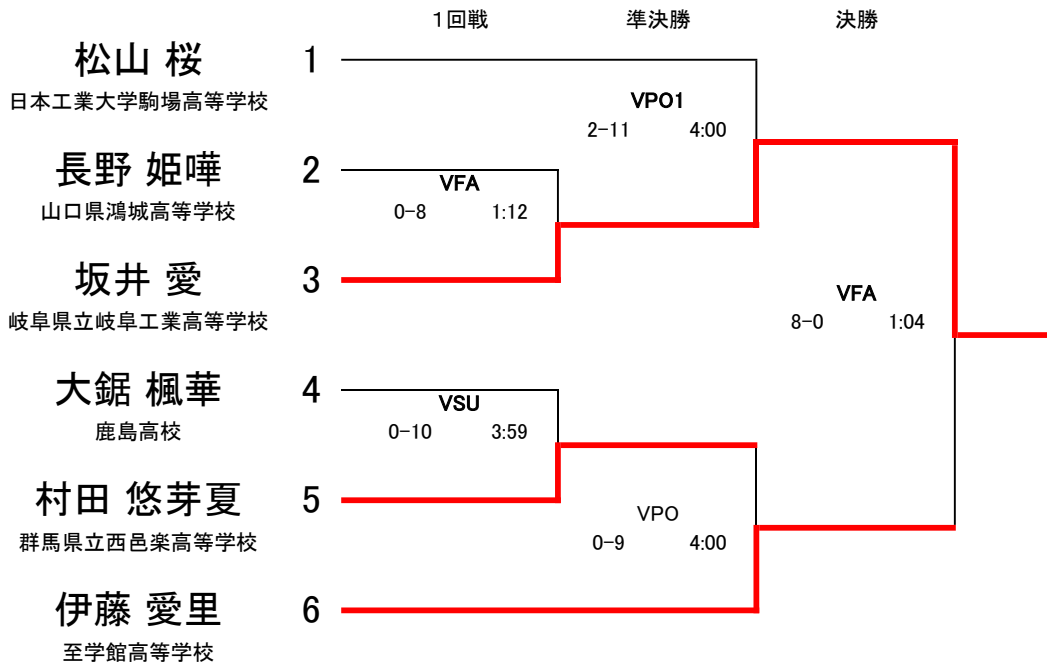 1回戦 準決勝 決勝
松山 桜 1
日本工業大学駒場高等学校
VPO1
2-11 4:00
長野 姫嘩 2
山口県鴻城高等学校
VFA
0-8 1:12
坂井 愛 3
岐阜県立岐阜工業高等学校
VFA
8-0 1:04
大鋸 楓華 4
鹿島高校
VSU
0-10 3:59
村田 悠芽夏 5
群馬県立西邑楽高等学校
VPO
0-9 4:00
伊藤 愛里 6
至学館高等学校